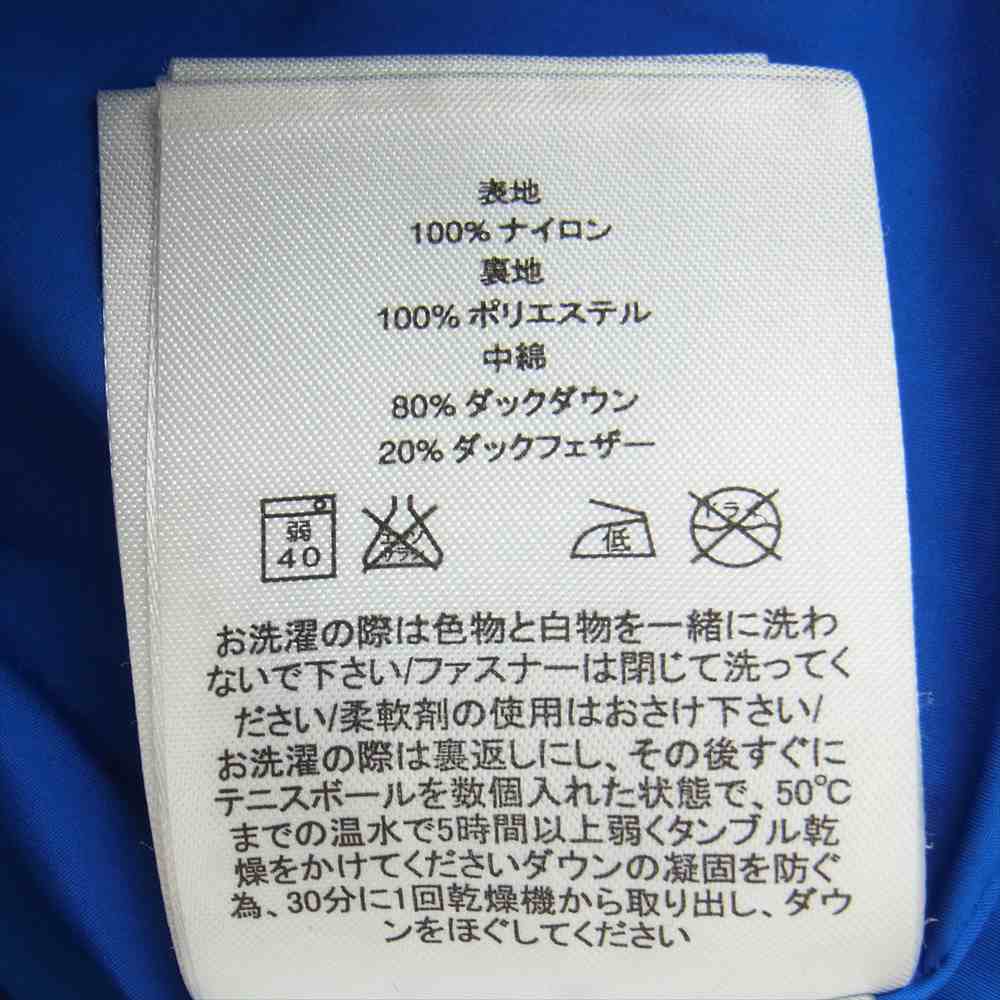 表地
100% ナイロン
裏地
100% ポリエステル
中綿
80% ダックダウン
20% ダックフェザー
弱
40
エンソ
サラシ
低
ドライ
お洗濯の際は色物と白物を一緒に洗わ
ないで下さい/ファスナーは閉じて洗ってく
ださい/柔軟剤の使用はおさけ下さい/
お洗濯の際は裏返しにし、その後すぐに
テニスボールを数個入れた状態で、50°C
までの温水で5時間以上弱くタンブル乾
燥をかけてくださいダウンの凝固を防ぐ
為、30分に1回乾燥機から取り出し、ダウ
ンをほぐしてください